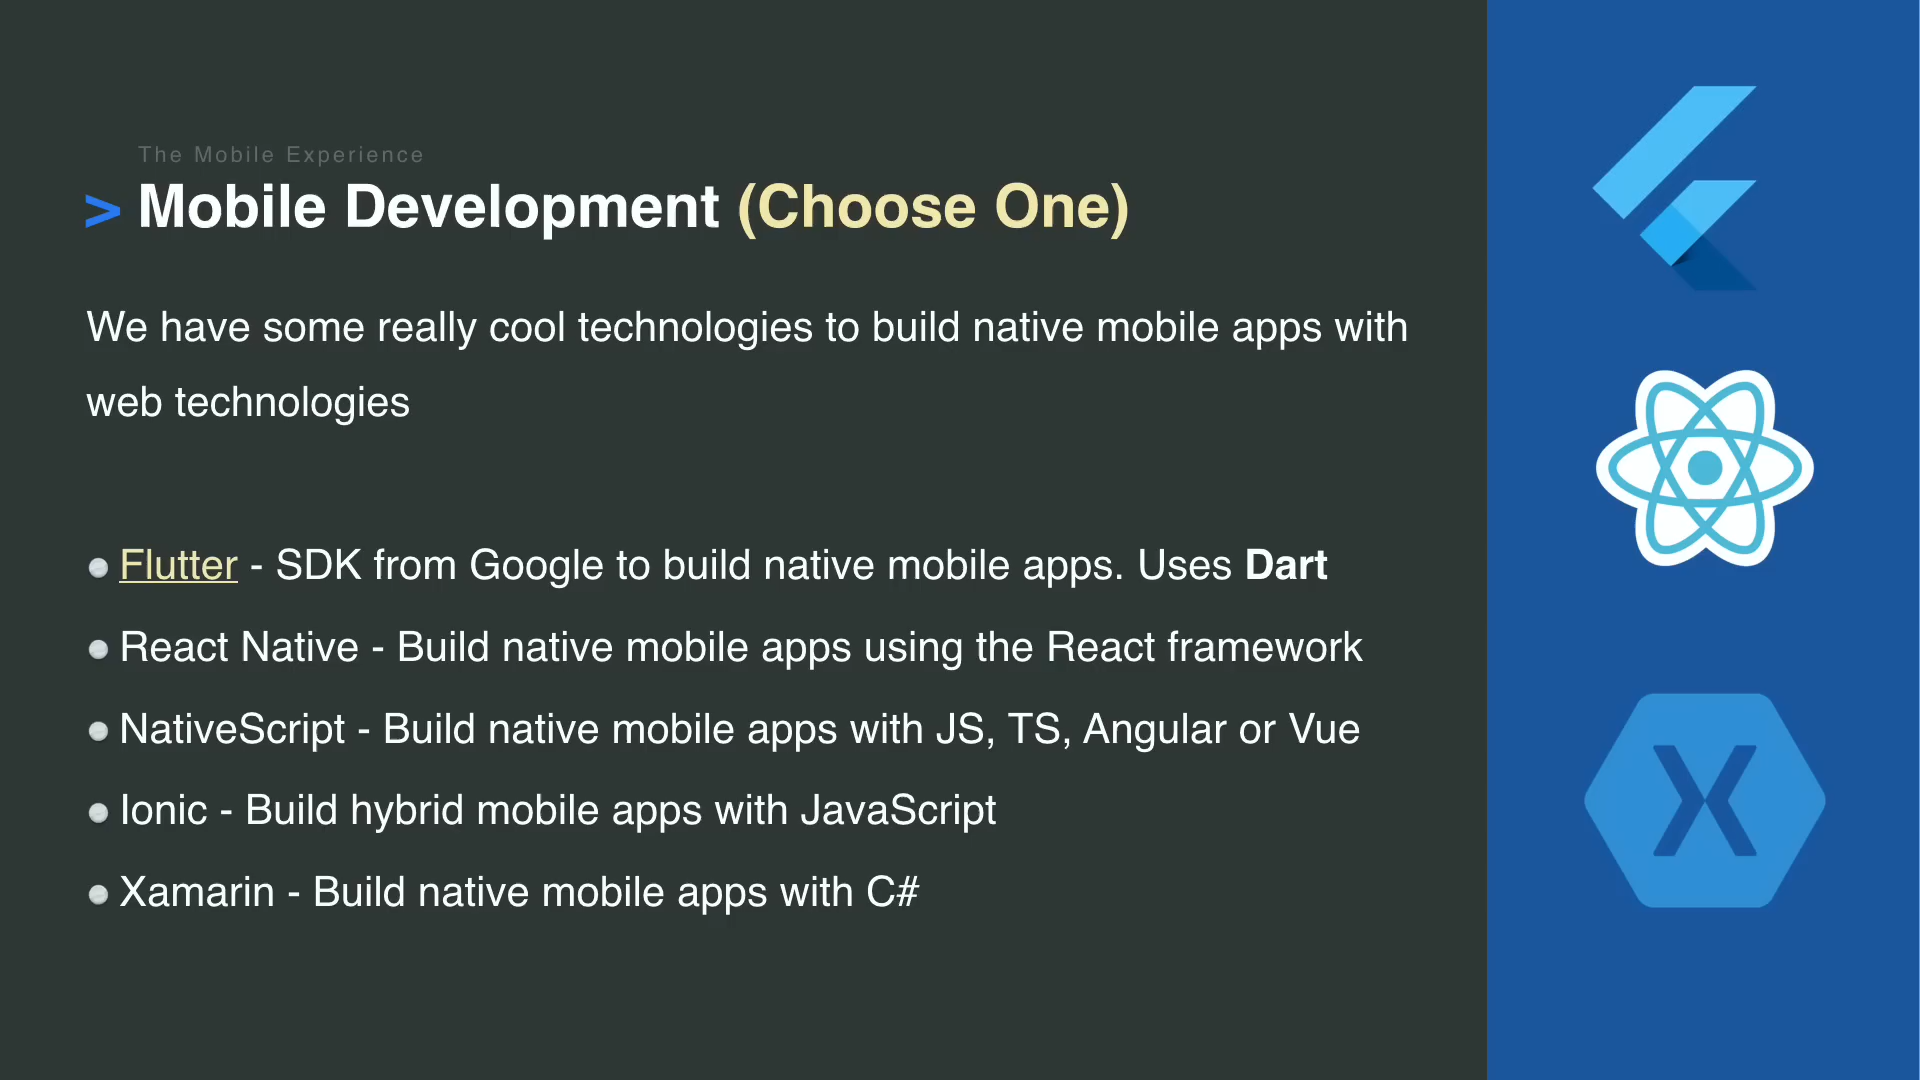 The Mobile Experience
> Mobile Development (Choose One)
We have some really cool technologies to build native mobile apps with
web technologies
Flutter - SDK from Google to build native mobile apps. Uses Dart
React Native - Build native mobile apps using the React framework
NativeScript - Build native mobile apps with JS, TS, Angular or Vue
Ionic - Build hybrid mobile apps with JavaScript
Xamarin - Build native mobile apps with C#